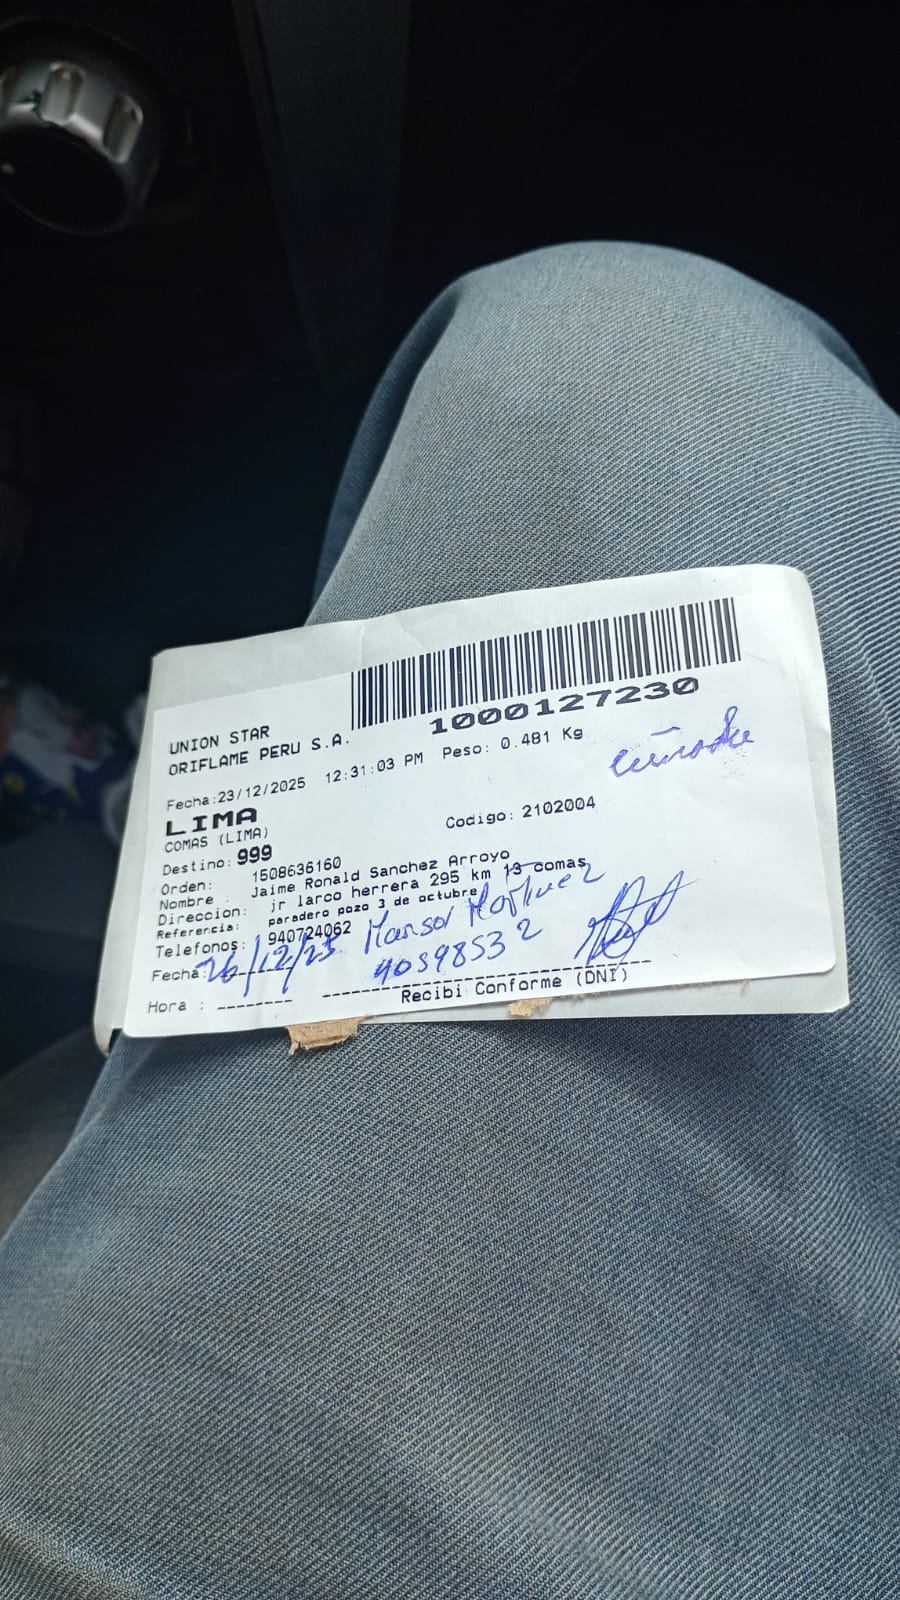 1000127230
UNION STAR
ORIFLAME PERU S.A.
Fecha:23/12/2025 12:31:03 PM Peso: 0.481 Kg
LIMA
COMAS (LIMA)
Codigo: 2102004
Destino: 999
Orden: 1508636160
Nombre : Jaime Ronald Sanchez Arroyo
Direccion: jr larco herrera 295 km 13 comas
Referencia: paradero pozo 3 de octubre
Telefonos: 940724062
Fecha: 26/12/25
40398532
Hora : --------
Recibi Conforme (DNI)